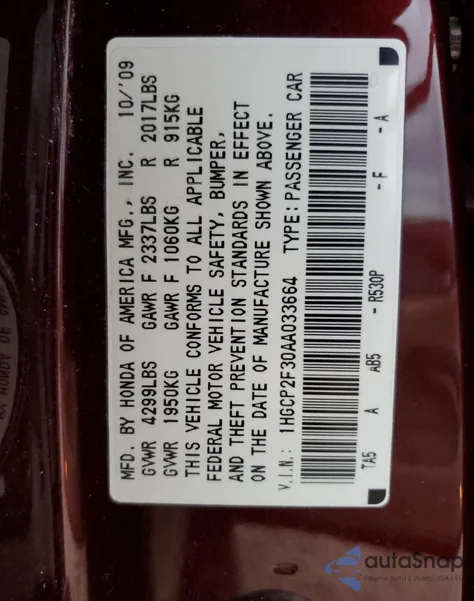 MFD. BY HONDA OF AMERICA MFG., INC. 10/'09
GVWR 4299LBS GAWR F 2337LBS R 2017LBS
GVWR 1950KG GAWR F 1060KG R 915KG
THIS VEHICLE CONFORMS TO ALL APPLICABLE
FEDERAL MOTOR VEHICLE SAFETY, BUMPER,
AND THEFT PREVENTION STANDARDS IN EFFECT
ON THE DATE OF MANUFACTURE SHOWN ABOVE.
V.I.N.: 1HGCP2F30AA033664 TYPE: PASSENGER CAR
TA5 A AB5 - R530P - F - A
autaSnap